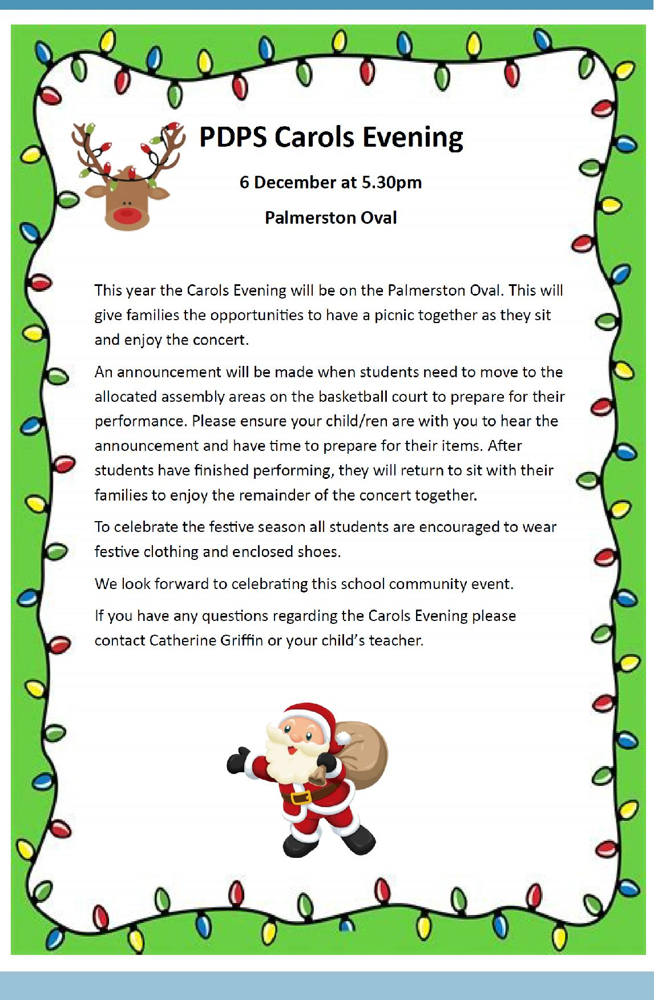 PDPS Carols Evening
6 December at 5.30pm
Palmerston Oval
This year the Carols Evening will be on the Palmerston Oval. This will
give families the opportunities to have a picnic together as they sit
and enjoy the concert.
An announcement will be made when students need to move to the
allocated assembly areas on the basketball court to prepare for their
performance. Please ensure your child/ren are with you to hear the
announcement and have time to prepare for their items. After
students have finished performing, they will return to sit with their
families to enjoy the remainder of the concert together.
To celebrate the festive season all students are encouraged to wear
festive clothing and enclosed shoes.
We look forward to celebrating this school community event.
If you have any questions regarding the Carols Evening please
contact Catherine Griffin or your child’s teacher.